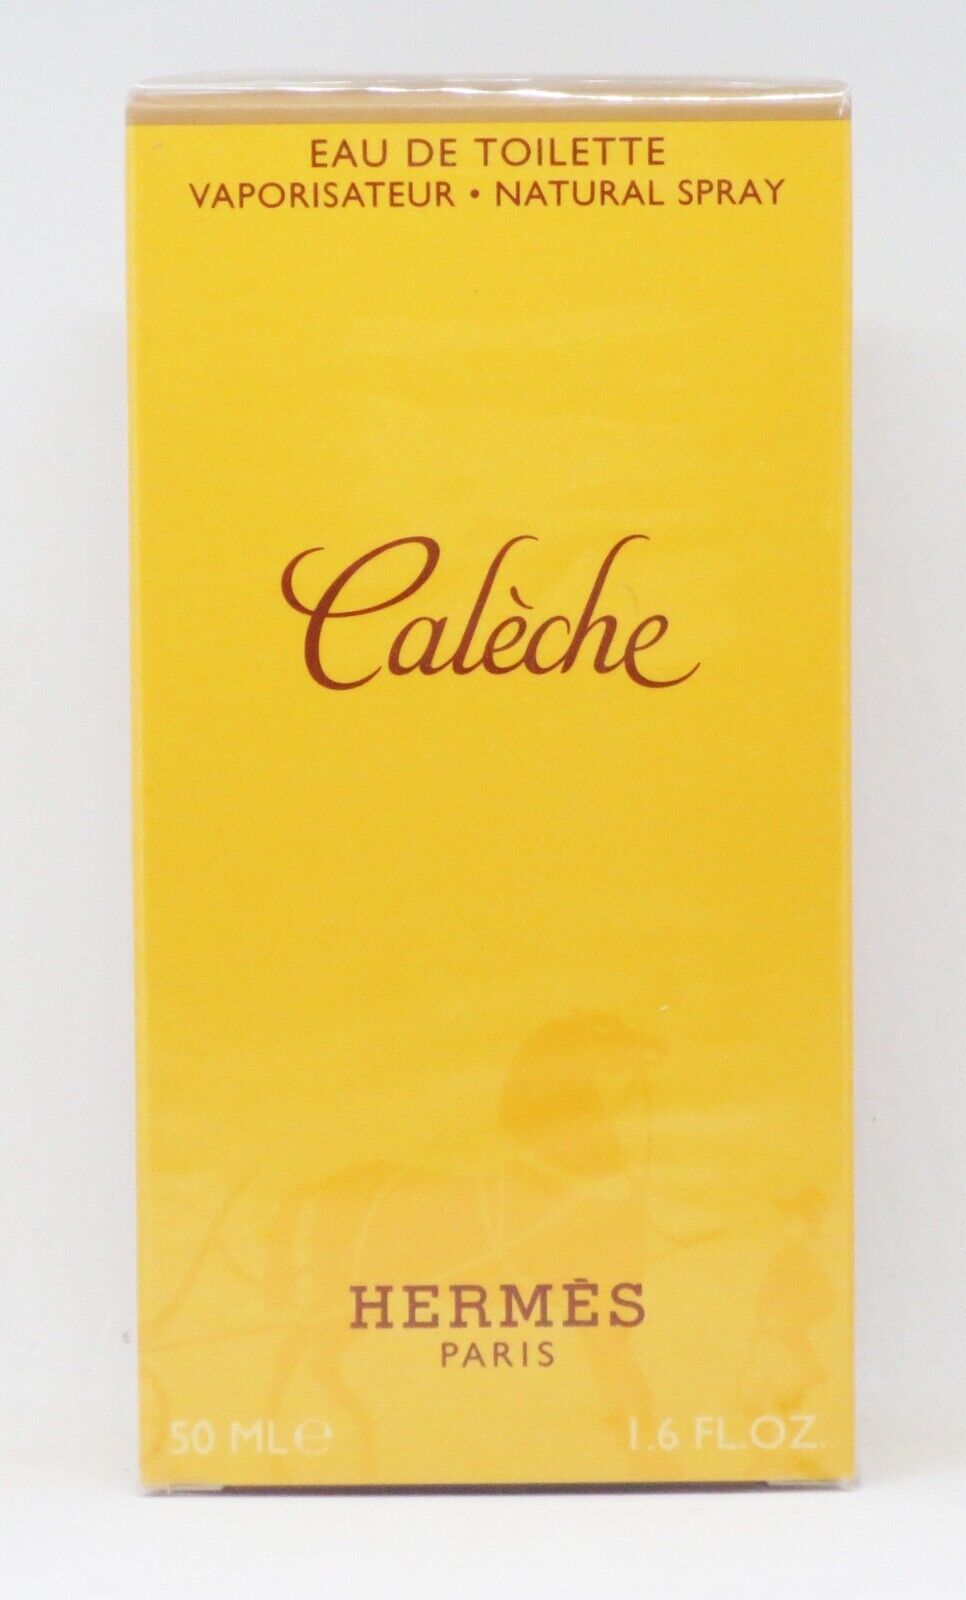 EAU DE TOILETTE
VAPORISATEUR • NATURAL SPRAY
Calèche
HERMÈS
PARIS
50 ML ℮ 1.6 FL.OZ.